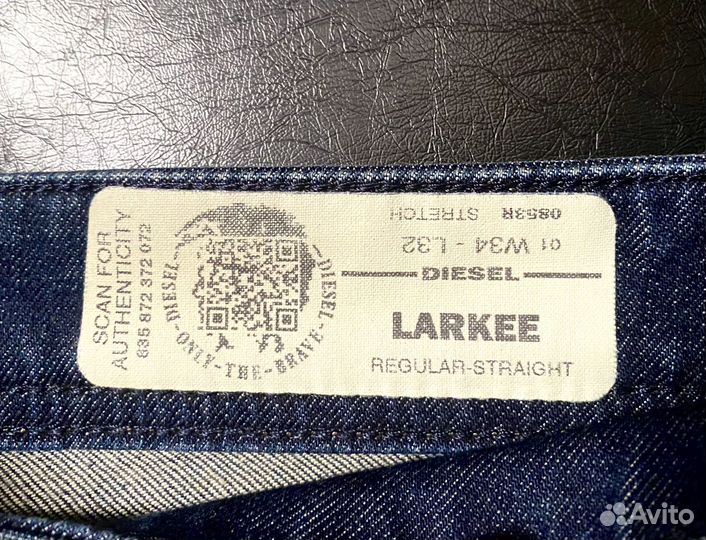 SCAN FOR
AUTHENTICITY
635 872 372 072
DIESEL - ONLY - THE - BRAVE - DIESEL
0853R STRETCH
01 W34 - L32
DIESEL
LARKEE
REGULAR-STRAIGHT
Avito